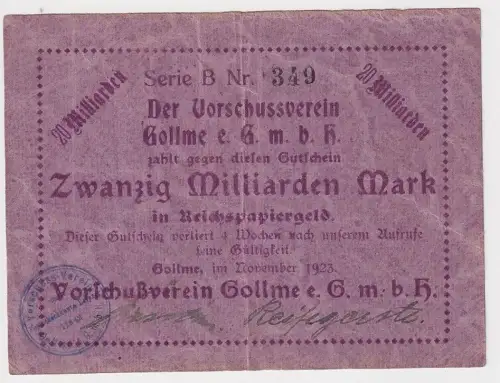 20 Milliarden
20 Milliarden
Serie B Nr. 349
Der Vorschussverein
Gollme e. G. m. b. H.
zahlt gegen diesen Gutschein
Zwanzig Milliarden Mark
in Reichspapiergeld.
Dieser Gutschein verliert 4 Wochen nach unserem Aufrufe
seine Gültigkeit.
Gollme, im November 1923.
Vorschußverein Gollme e. G. m. b. H.